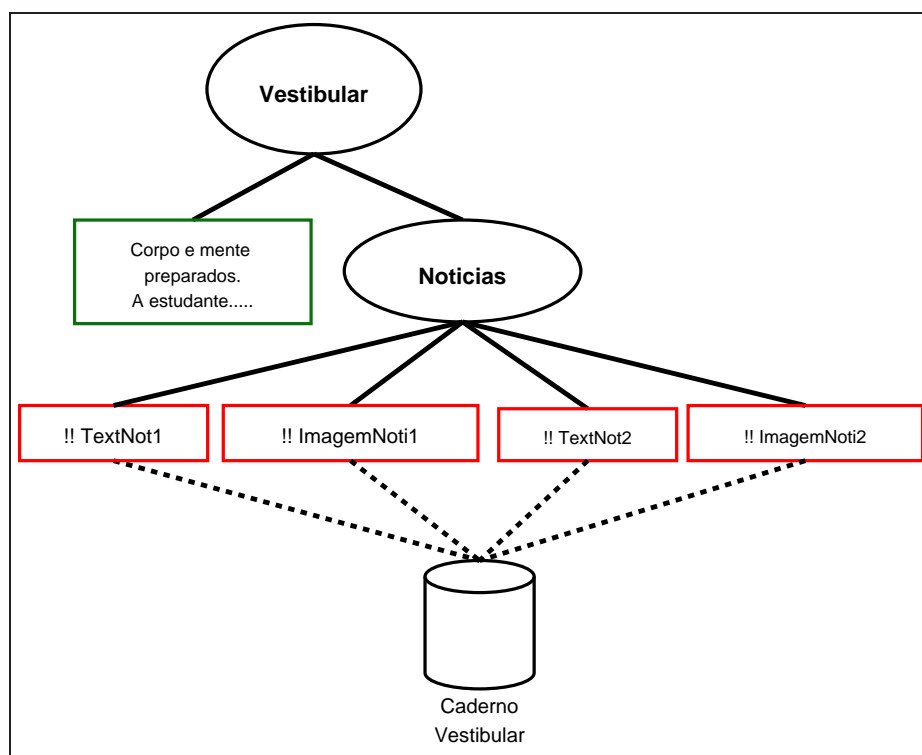 Vestibular
Corpo e mente
preparados.
A estudante.....
Noticias
!! TextNot1
!! ImagemNoti1
!! TextNot2
!! ImagemNoti2
Caderno
Vestibular